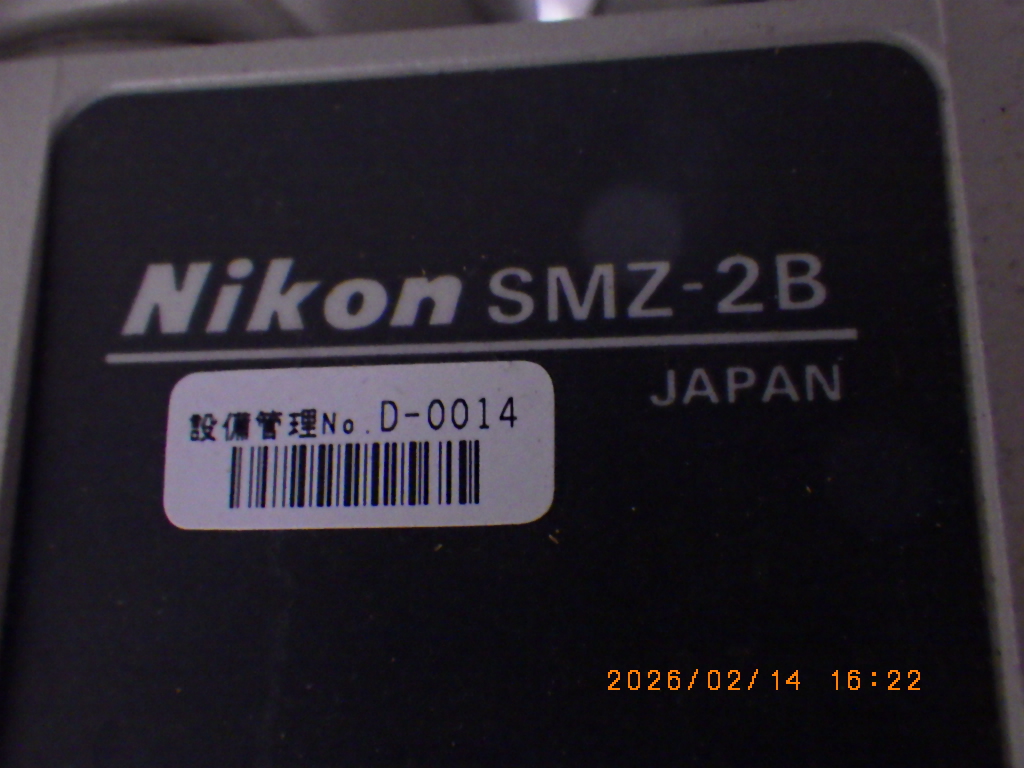 Nikon SMZ-2B
JAPAN
設備管理No. D-0014
2026/02/14 16:22